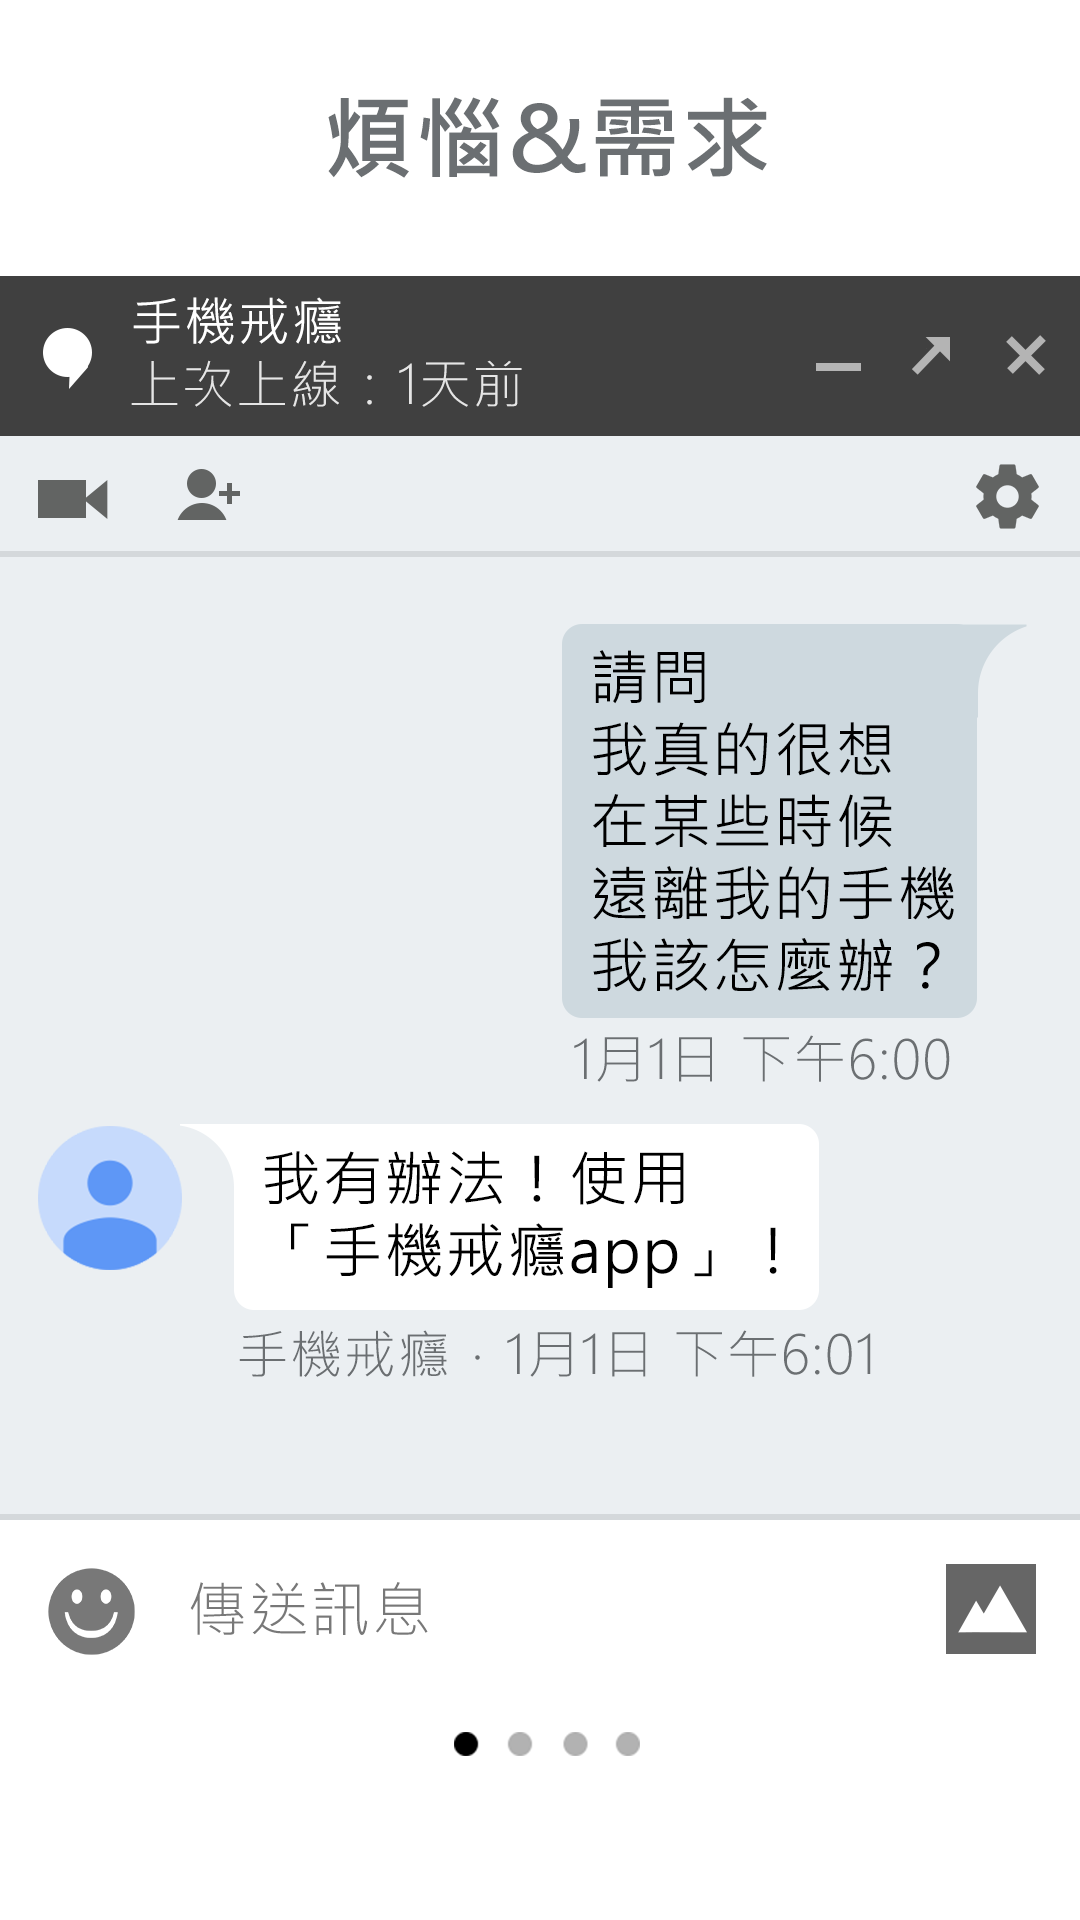 煩惱&需求
手機戒癮
上次上線：1天前
請問
我真的很想
在某些時候
遠離我的手機
我該怎麼辦？
1月1日 下午6:00
我有辦法！使用
「手機戒癮app」！
手機戒癮 · 1月1日 下午6:01
傳送訊息